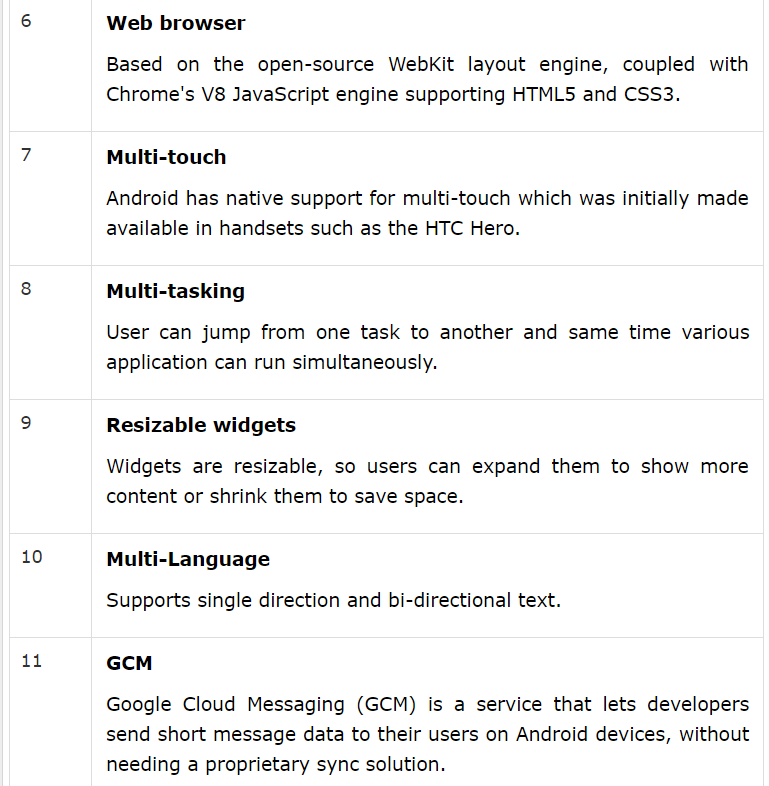 6
Web browser
Based on the open-source WebKit layout engine, coupled with
Chrome's V8 JavaScript engine supporting HTML5 and CSS3.
7
Multi-touch
Android has native support for multi-touch which was initially made
available in handsets such as the HTC Hero.
8
Multi-tasking
User can jump from one task to another and same time various
application can run simultaneously.
9
Resizable widgets
Widgets are resizable, so users can expand them to show more
content or shrink them to save space.
10
Multi-Language
Supports single direction and bi-directional text.
11
GCM
Google Cloud Messaging (GCM) is a service that lets developers
send short message data to their users on Android devices, without
needing a proprietary sync solution.